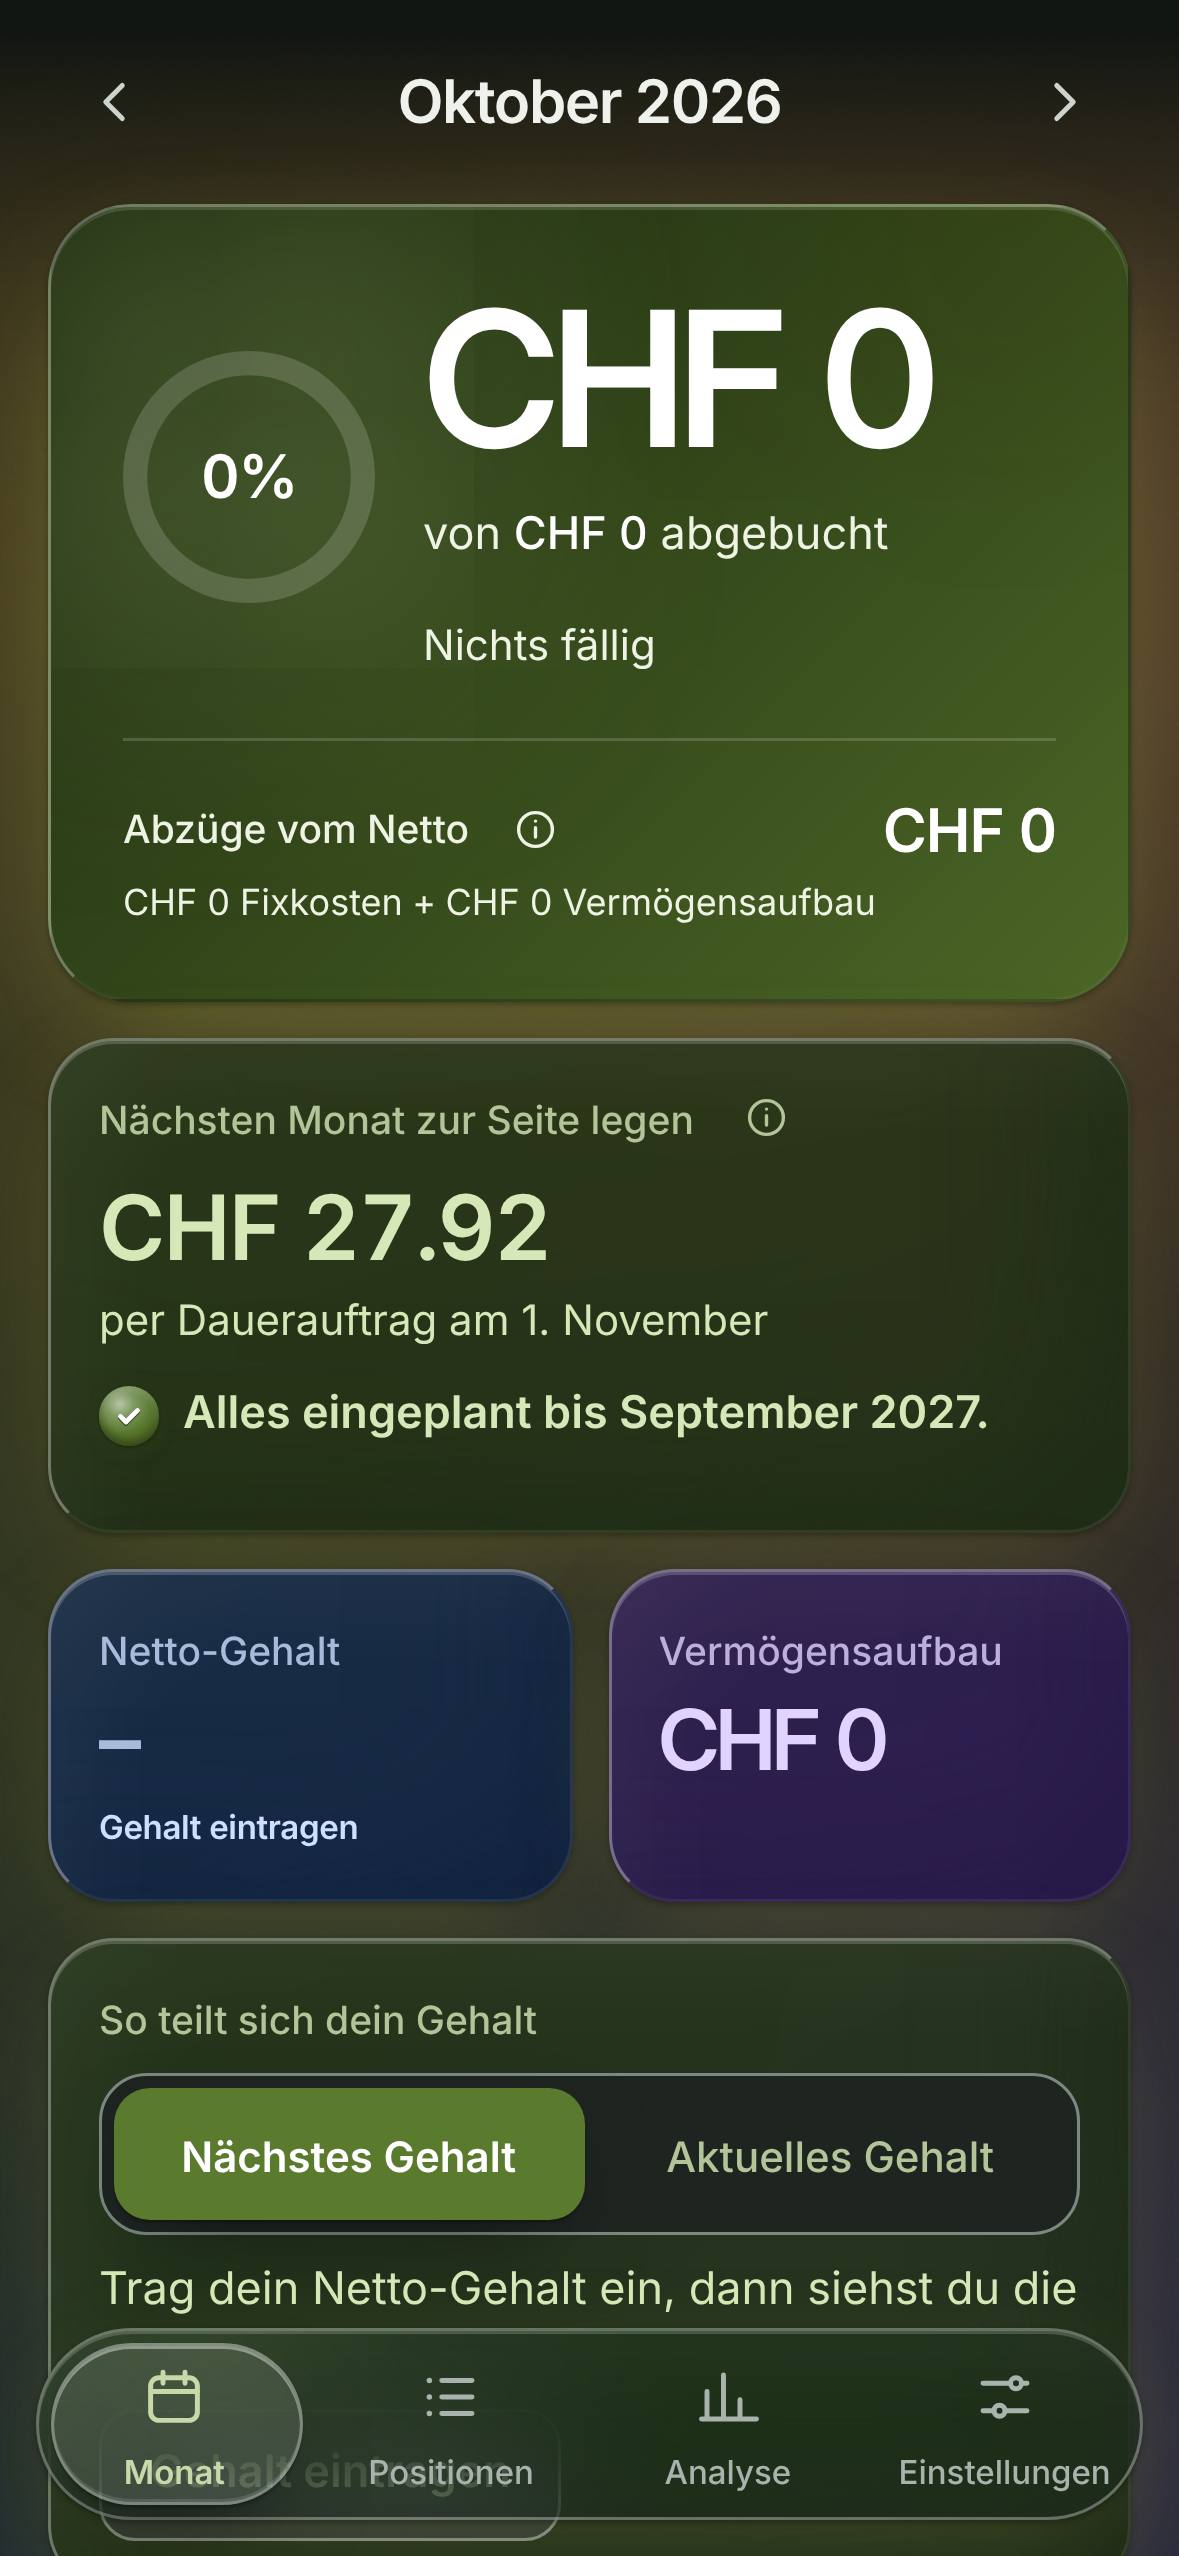 Oktober 2026
CHF 0
0%
von CHF 0 abgebucht
Nichts fällig
Abzüge vom Netto
CHF 0
CHF 0 Fixkosten + CHF 0 Vermögensaufbau
Nächsten Monat zur Seite legen
CHF 27.92
per Dauerauftrag am 1. November
Alles eingeplant bis September 2027.
Netto-Gehalt
–
Gehalt eintragen
Vermögensaufbau
CHF 0
So teilt sich dein Gehalt
Nächstes Gehalt
Aktuelles Gehalt
Trag dein Netto-Gehalt ein, dann siehst du die
Gehalt eintragen
Monat
Positionen
Analyse
Einstellungen